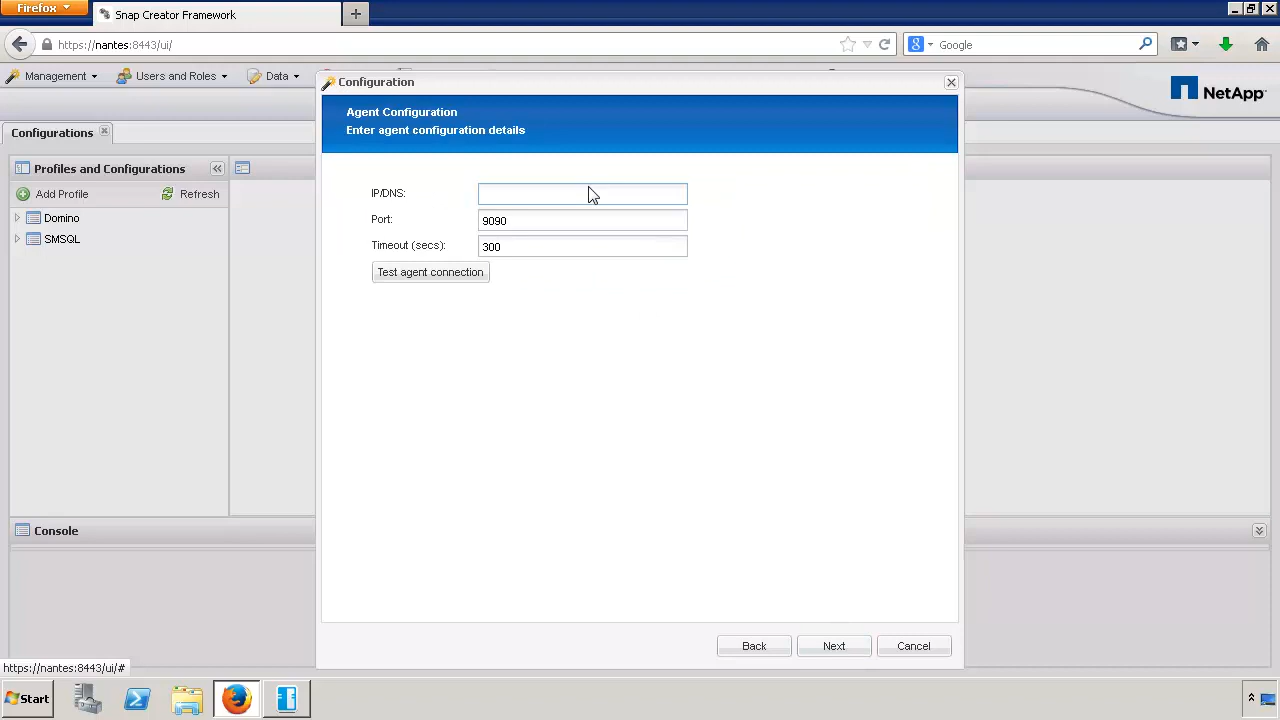 Firefox
Snap Creator Framework
https://nantes:8443/ui/
Google
Management
Users and Roles
Data
Configuration
NetApp
Agent Configuration
Enter agent configuration details
Configurations
Profiles and Configurations
Add Profile
Refresh
Domino
SMSQL
IP/DNS:
Port:
9090
Timeout (secs):
300
Test agent connection
Console
Back
Next
Cancel
https://nantes:8443/ui/#
Start